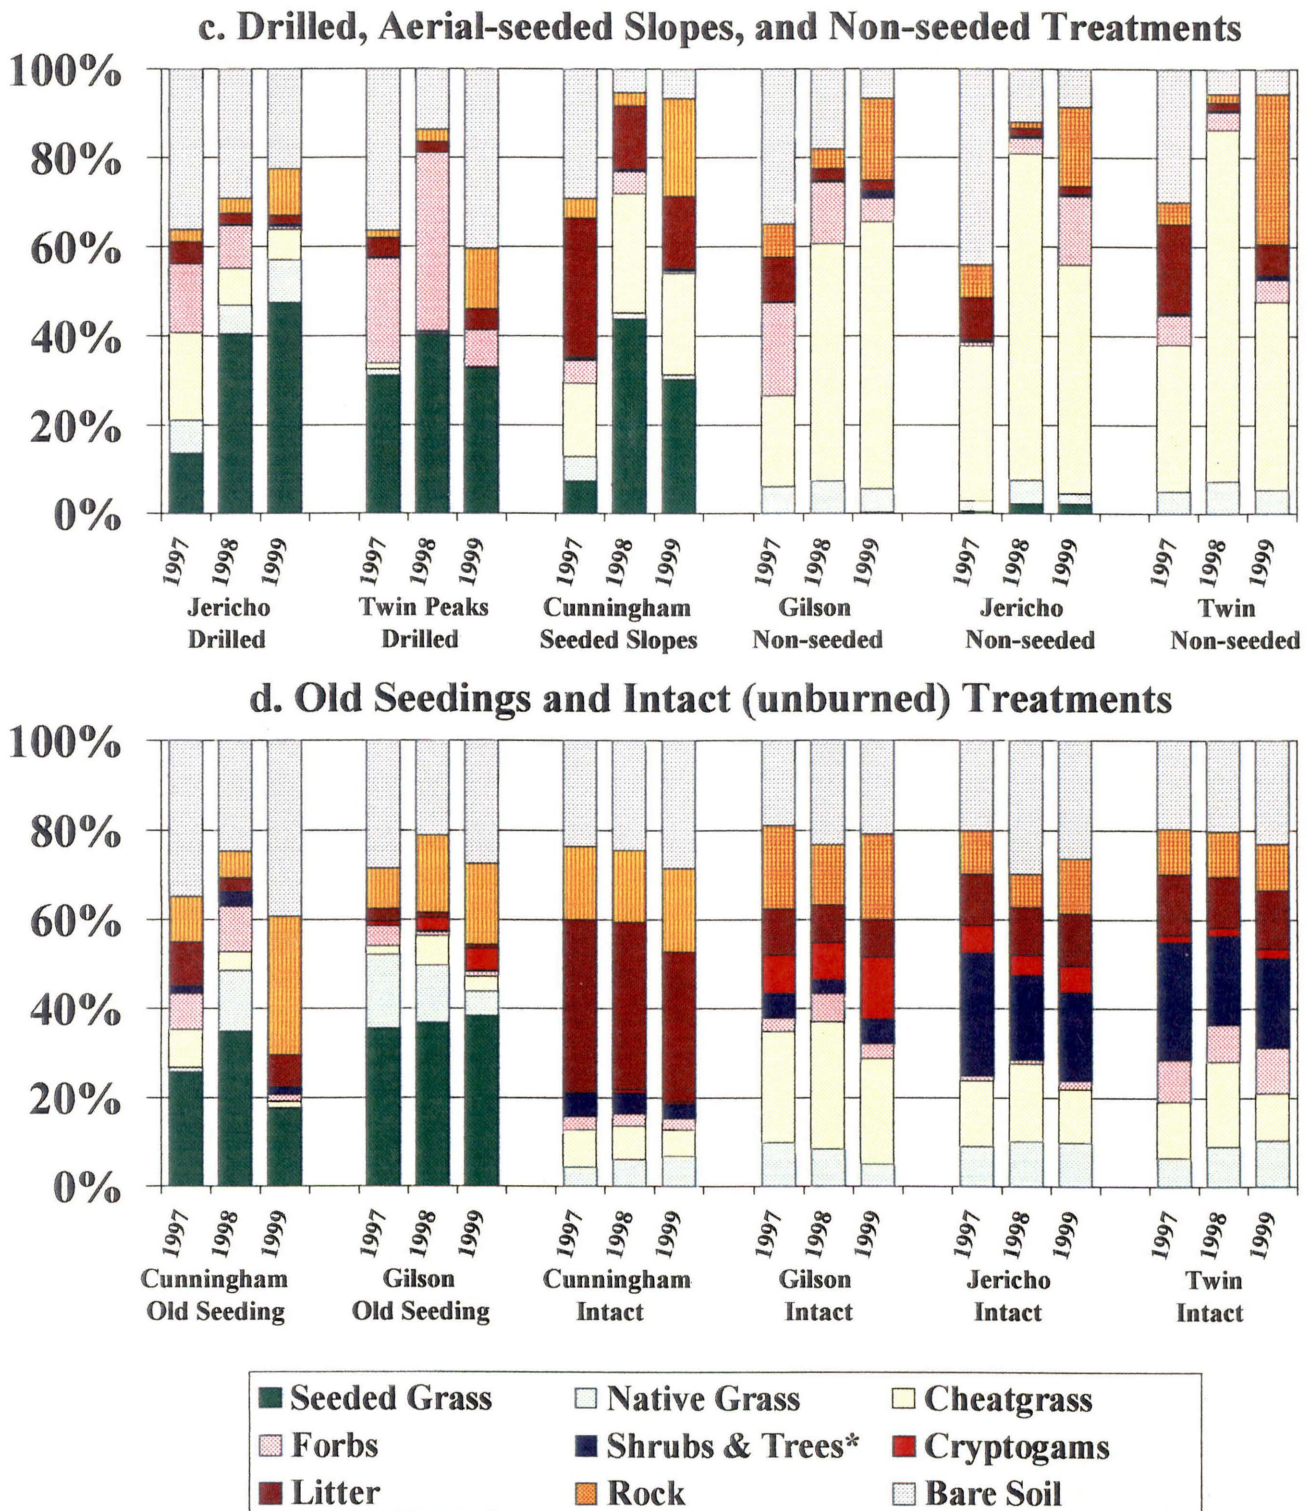 c. Drilled, Aerial-seeded Slopes, and Non-seeded Treatments
100%
80%
60%
40%
20%
0%
1997 1998 1999 1997 1998 1999 1997 1998 1999 1997 1998 1999 1997 1998 1999 1997 1998 1999
Jericho Twin Peaks Cunningham Gilson Jericho Twin
Drilled Drilled Seeded Slopes Non-seeded Non-seeded Non-seeded
d. Old Seedings and Intact (unburned) Treatments
100%
80%
60%
40%
20%
0%
1997 1998 1999 1997 1998 1999 1997 1998 1999 1997 1998 1999 1997 1998 1999 1997 1998 1999
Cunningham Gilson Cunningham Gilson Jericho Twin
Old Seeding Old Seeding Intact Intact Intact Intact
Seeded Grass Native Grass Cheatgrass
Forbs Shrubs & Trees* Cryptogams
Litter Rock Bare Soil